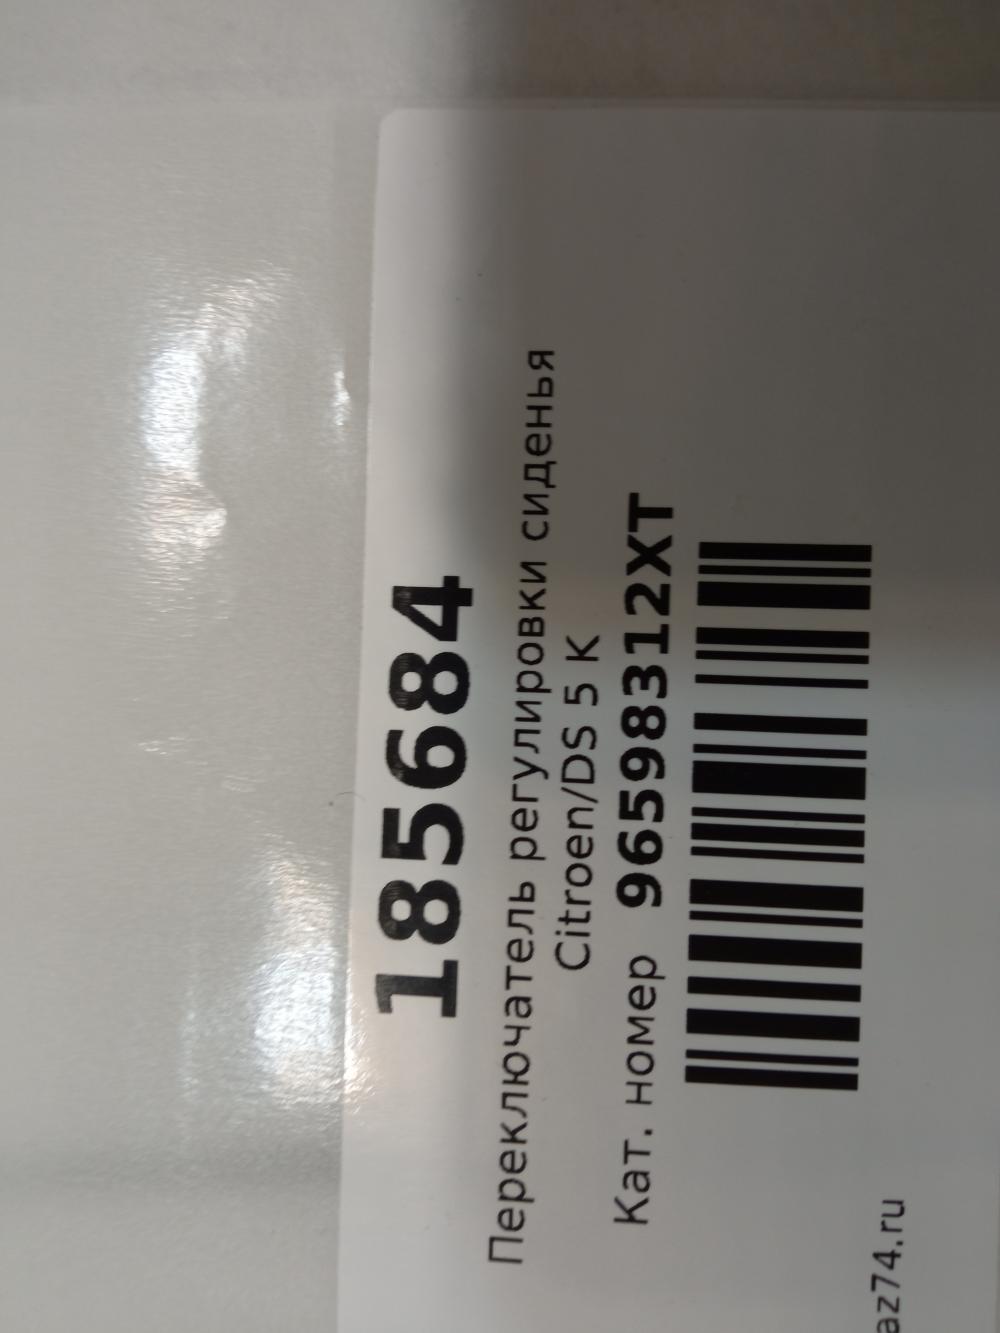 185684
Переключатель регулировки сиденья
Citroen/DS 5 K
Кат. номер 96598312XT
az74.ru